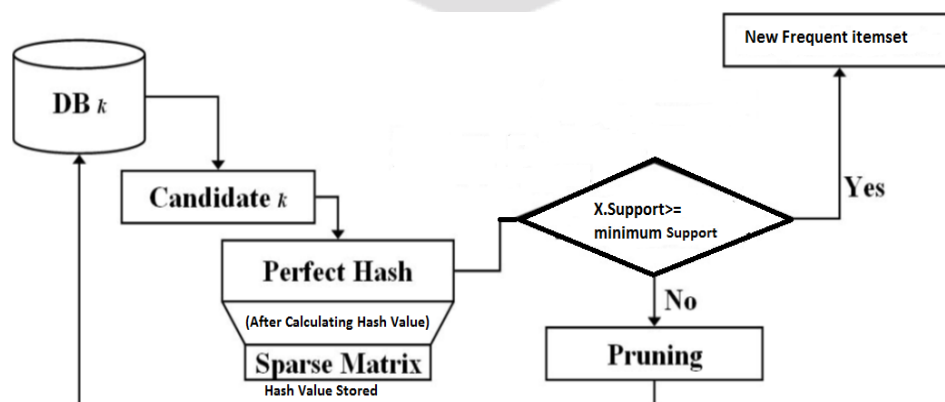 New Frequent itemset
DB k
Candidate k
X.Support>=
minimum Support
Yes
Perfect Hash
(After Calculating Hash Value)
No
Sparse Matrix
Pruning
Hash Value Stored